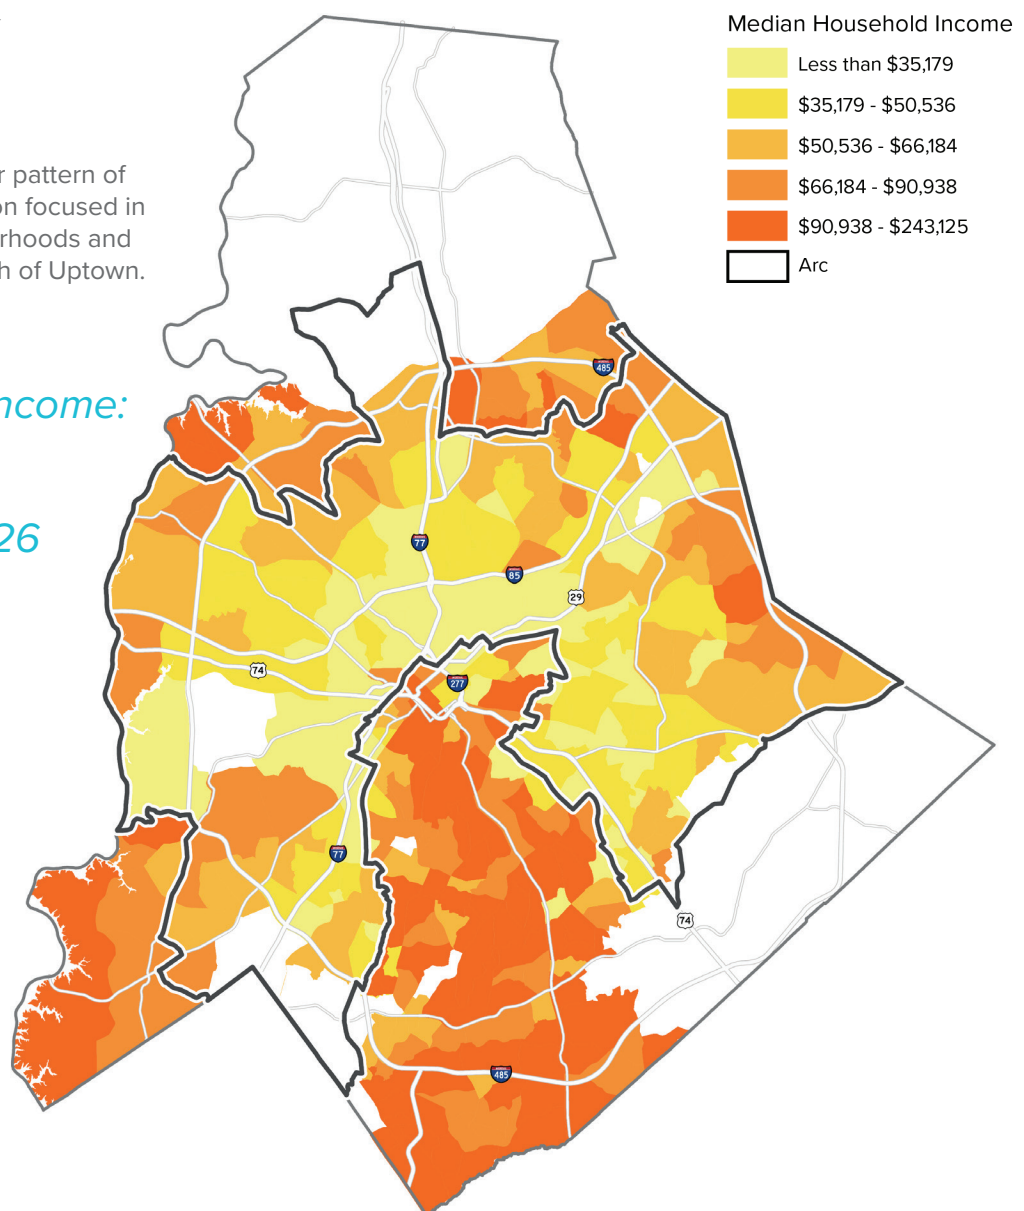 r pattern of
on focused in
rhoods and
h of Uptown.
ncome:
26
Median Household Income
Less than $35,179
$35,179 - $50,536
$50,536 - $66,184
$66,184 - $90,938
$90,938 - $243,125
Arc
485
77
85
29
74
277
77
74
485